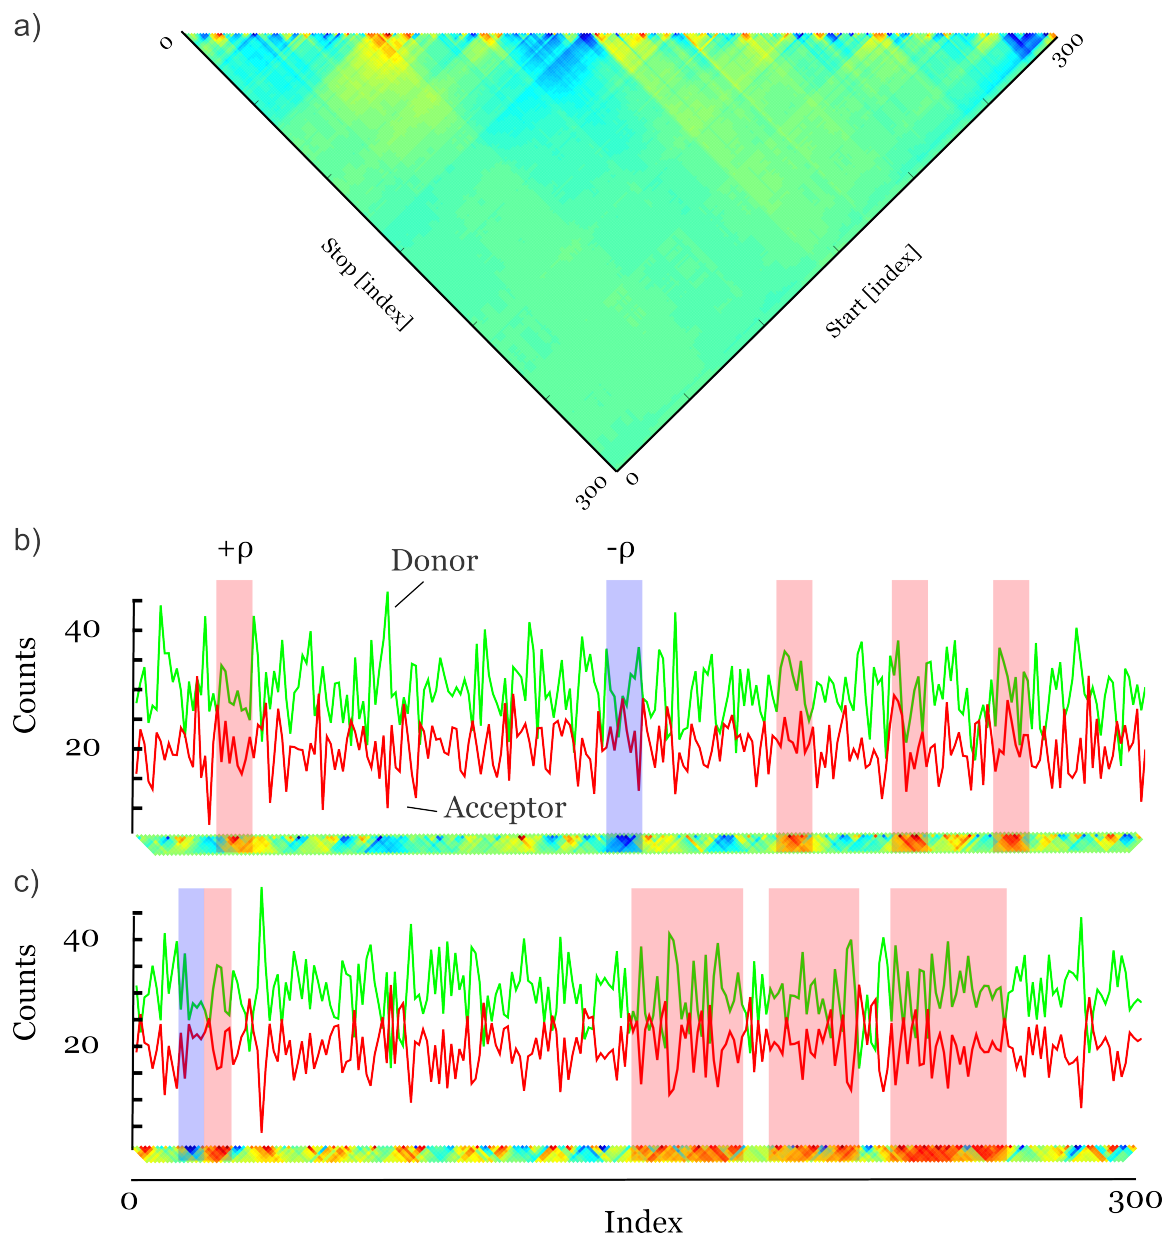 a)
0
300
Stop [index]
Start [index]
300
0
b)
+ρ
-ρ
Donor
40
Counts
20
Acceptor
c)
40
Counts
20
0
300
Index